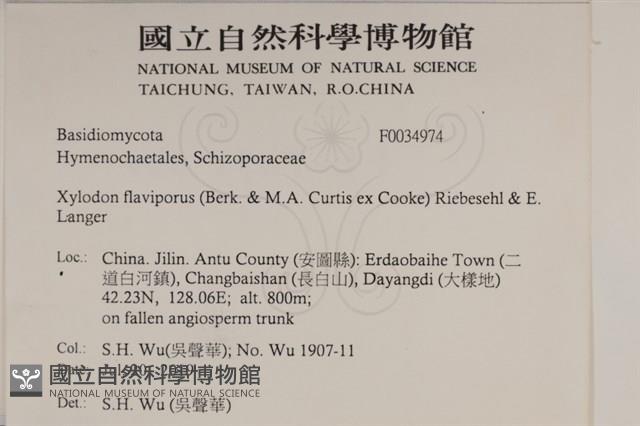 國立自然科學博物館
NATIONAL MUSEUM OF NATURAL SCIENCE
TAICHUNG, TAIWAN, R.O.CHINA
Basidiomycota F0034974
Hymenochaetales, Schizoporaceae
Xylodon flaviporus (Berk. & M.A. Curtis ex Cooke) Riebesehl & E.
Langer
Loc.: China. Jilin. Antu County (安圖縣): Erdaobaihe Town (二
道白河鎮), Changbaishan (長白山), Dayangdi (大樣地)
42.23N, 128.06E; alt. 800m;
on fallen angiosperm trunk
Col.: S.H. Wu(吳聲華); No. Wu 1907-11
國立自然科學博物館
NATIONAL MUSEUM OF NATURAL SCIENCE
Det.: S.H. Wu (吳聲華)